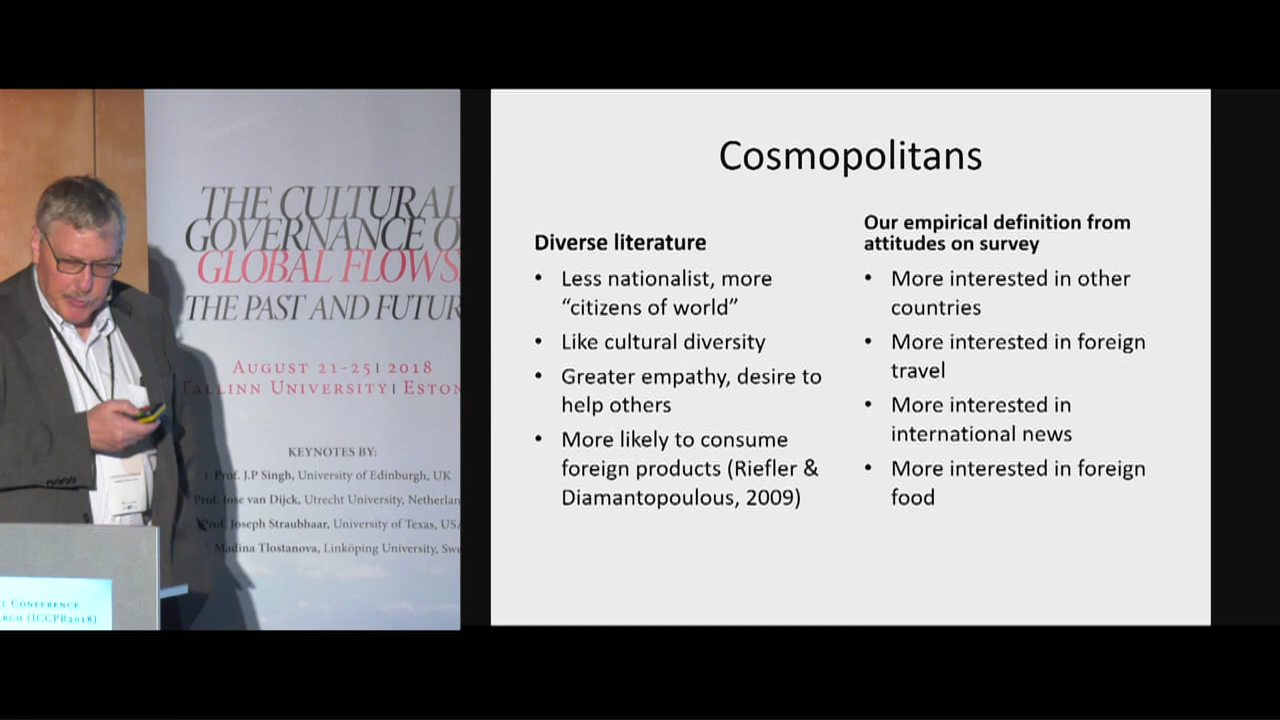 THE CULTURAL
GOVERNANCE O
GLOBAL FLOWS
THE PAST AND FUTUR
AUGUST 21-25| 2018
TALLINN UNIVERSITY| ESTON
KEYNOTES BY:
Prof. J.P Singh, University of Edinburgh, UK
Prof. Jose van Dijck, Utrecht University, Netherlan
Prof. Joseph Straubhaar, University of Texas, USA
Madina Tlostanova, Linköping University, Swe
L CONFERENCE
RCH (ICCPR2018)
Cosmopolitans
Diverse literature
• Less nationalist, more
“citizens of world”
• Like cultural diversity
• Greater empathy, desire to
help others
• More likely to consume
foreign products (Riefler &
Diamantopoulous, 2009)
Our empirical definition from
attitudes on survey
• More interested in other
countries
• More interested in foreign
travel
• More interested in
international news
• More interested in foreign
food